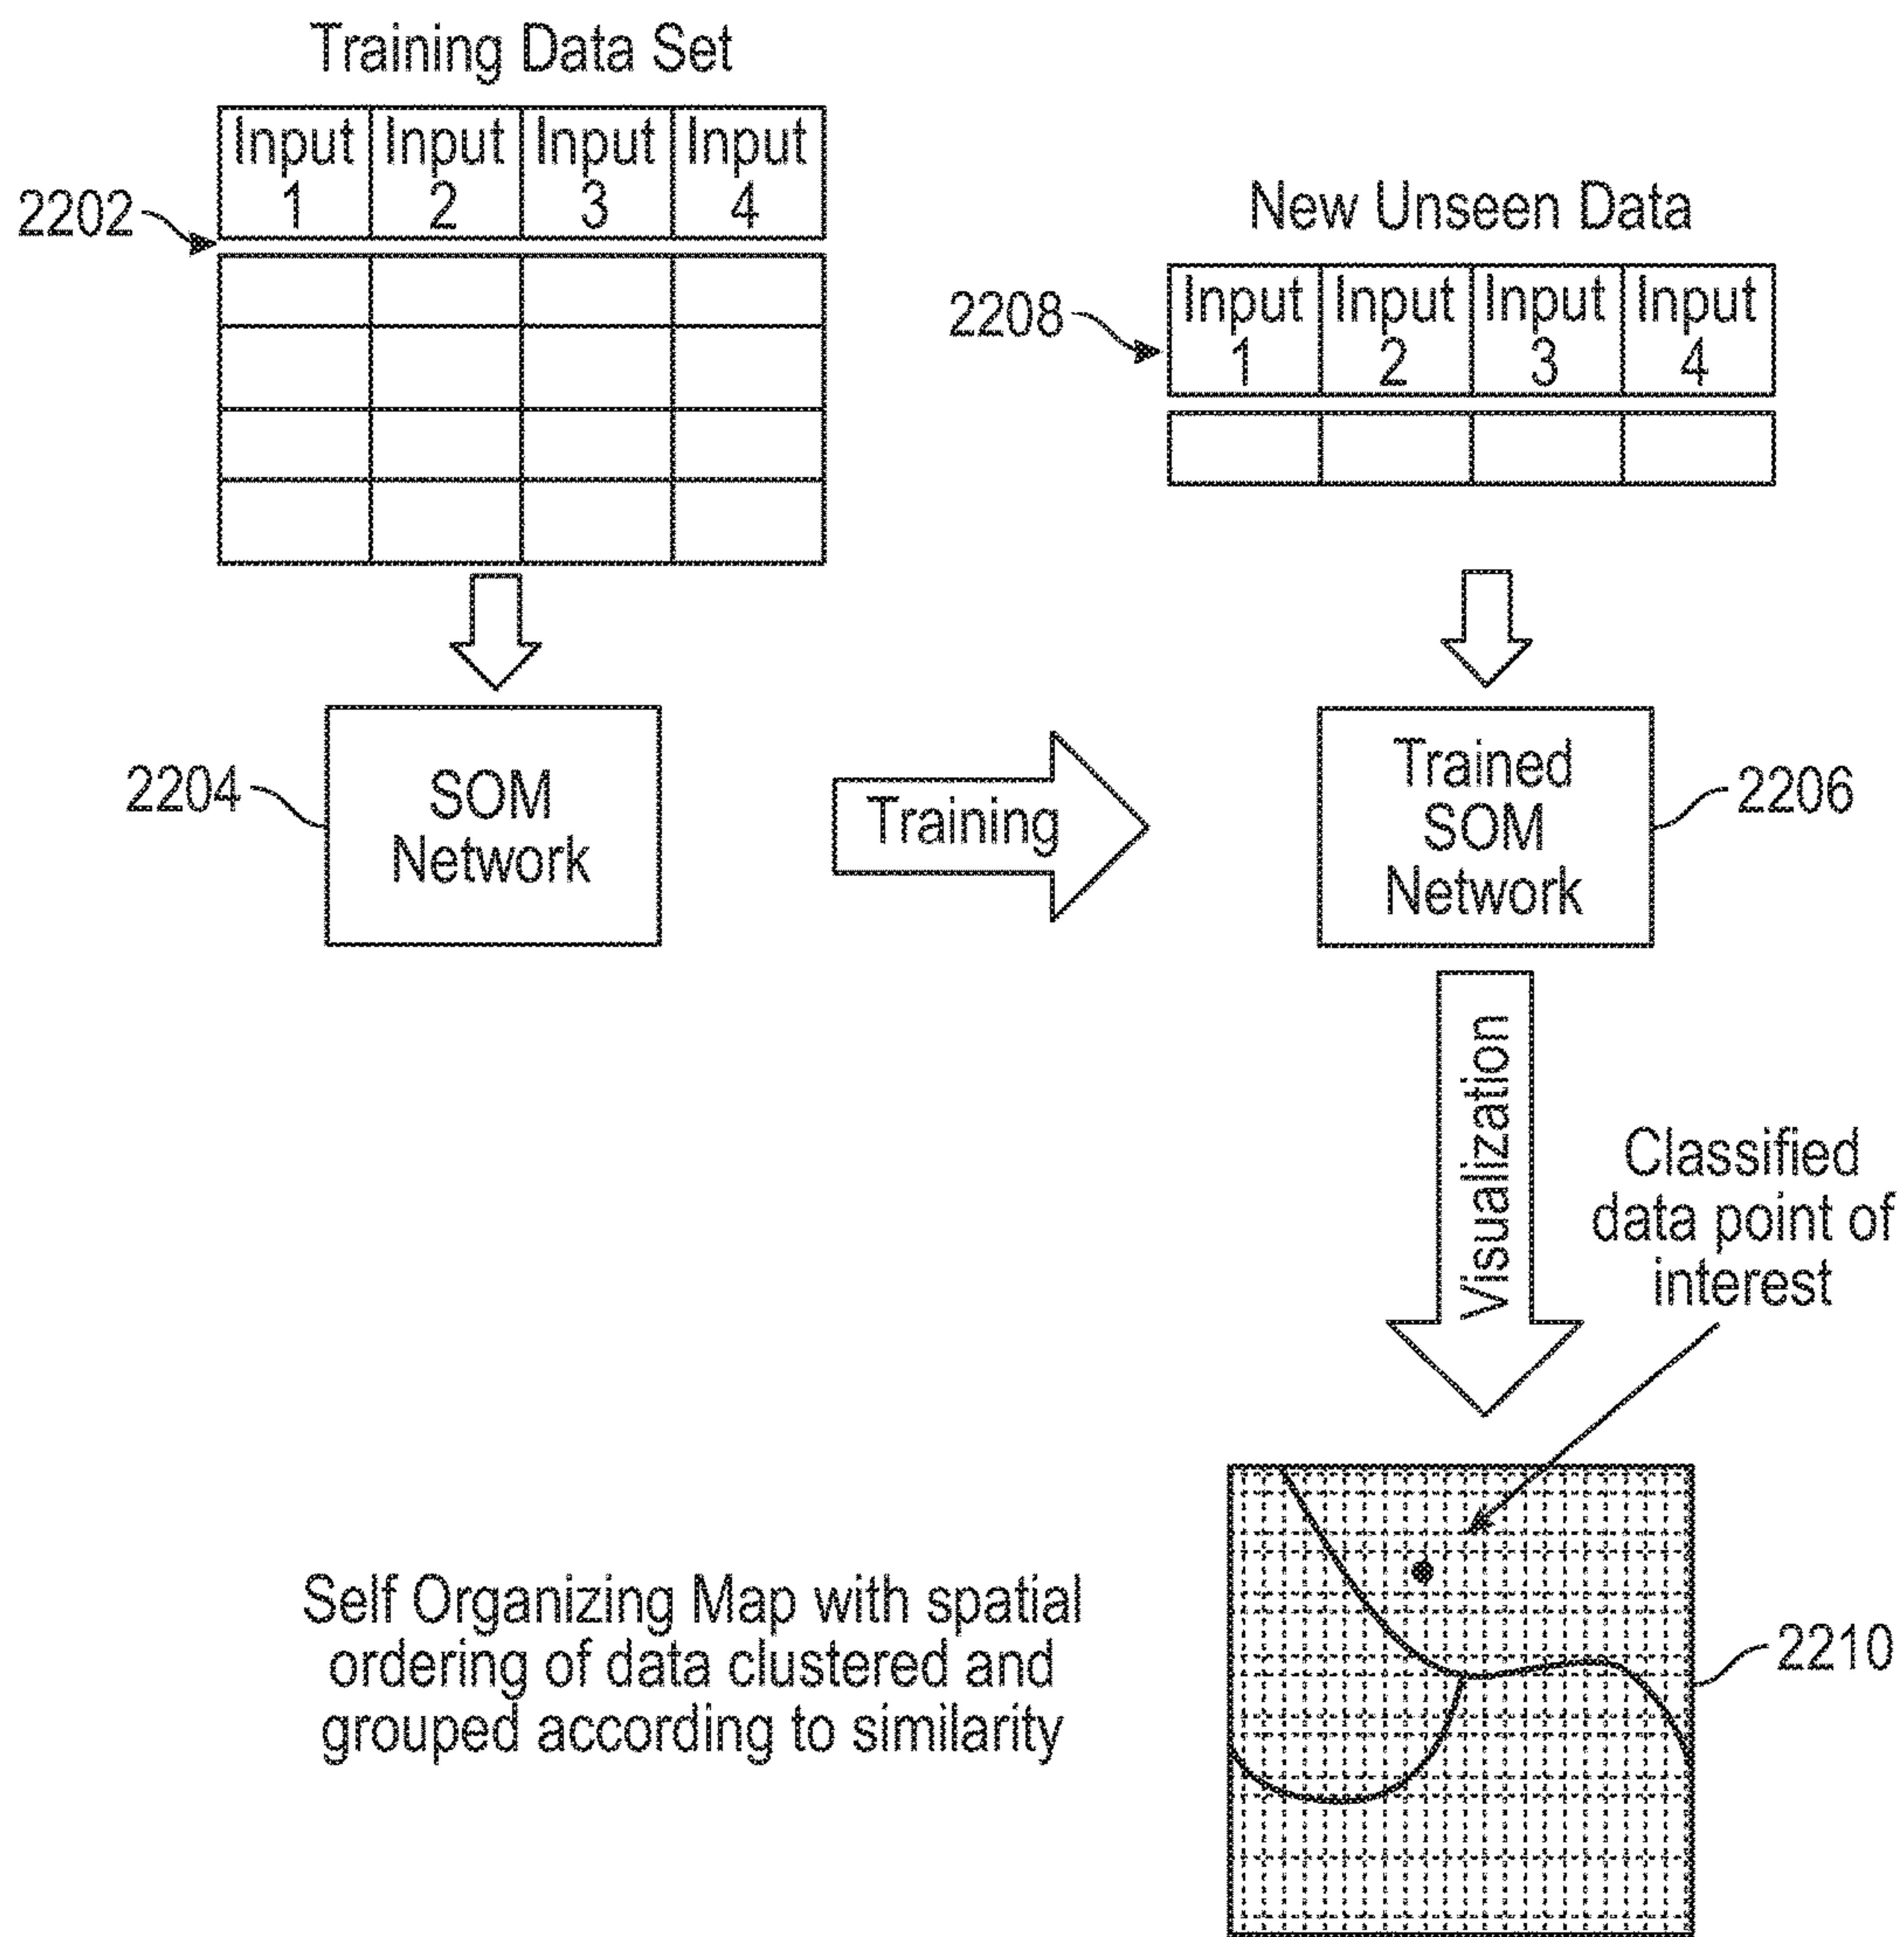 Training Data Set
Input Input Input Input
1 2 3 4
2202
New Unseen Data
2208
Input Input Input Input
1 2 3 4
2204
SOM
Network
Training
Trained
SOM
Network
2206
Visualization
Classified
data point of
interest
Self Organizing Map with spatial
ordering of data clustered and
grouped according to similarity
2210